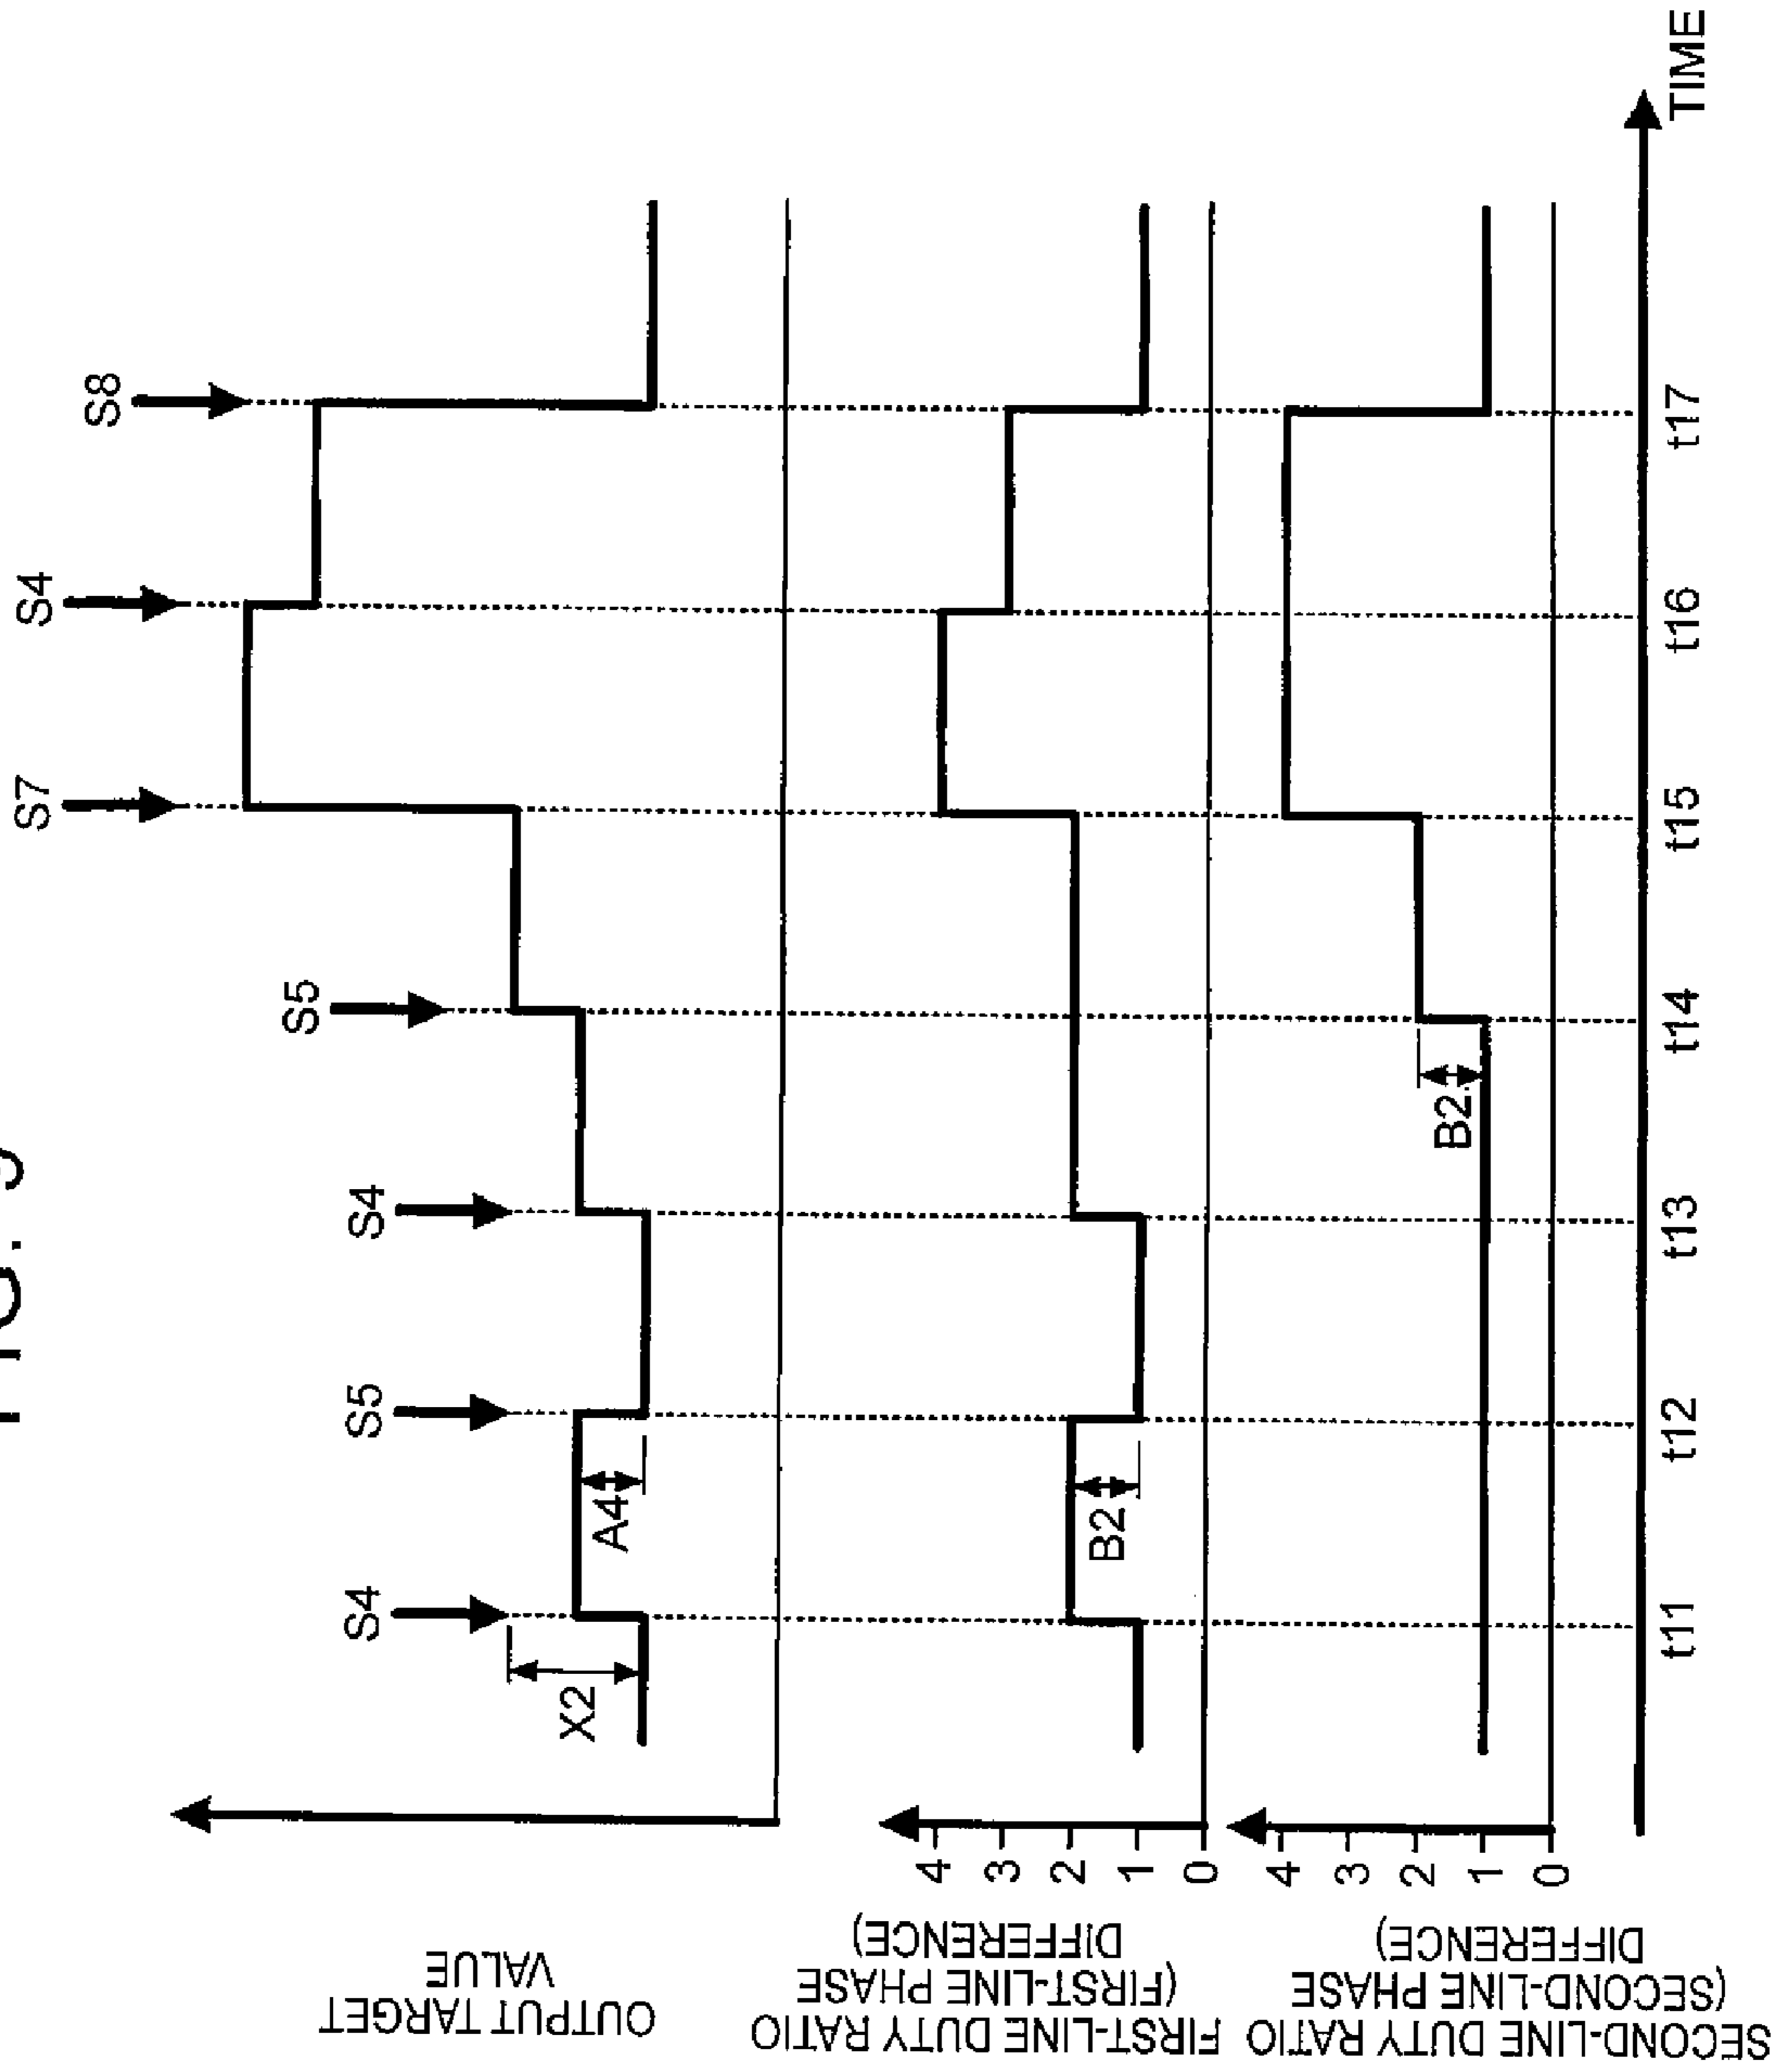 S4
S5
S4
S5
S7
S4
S8
OUTPUT TARGET
VALUE
X2
A4
FIRST-LINE DUTY RATIO
(FIRST-LINE PHASE
DIFFERENCE)
4
3
2
1
0
B2
SECOND-LINE DUTY RATIO
(SECOND-LINE PHASE
DIFFERENCE)
4
3
2
1
0
B2
t11
t12
t13
t14
t15
t16
t17
TIME